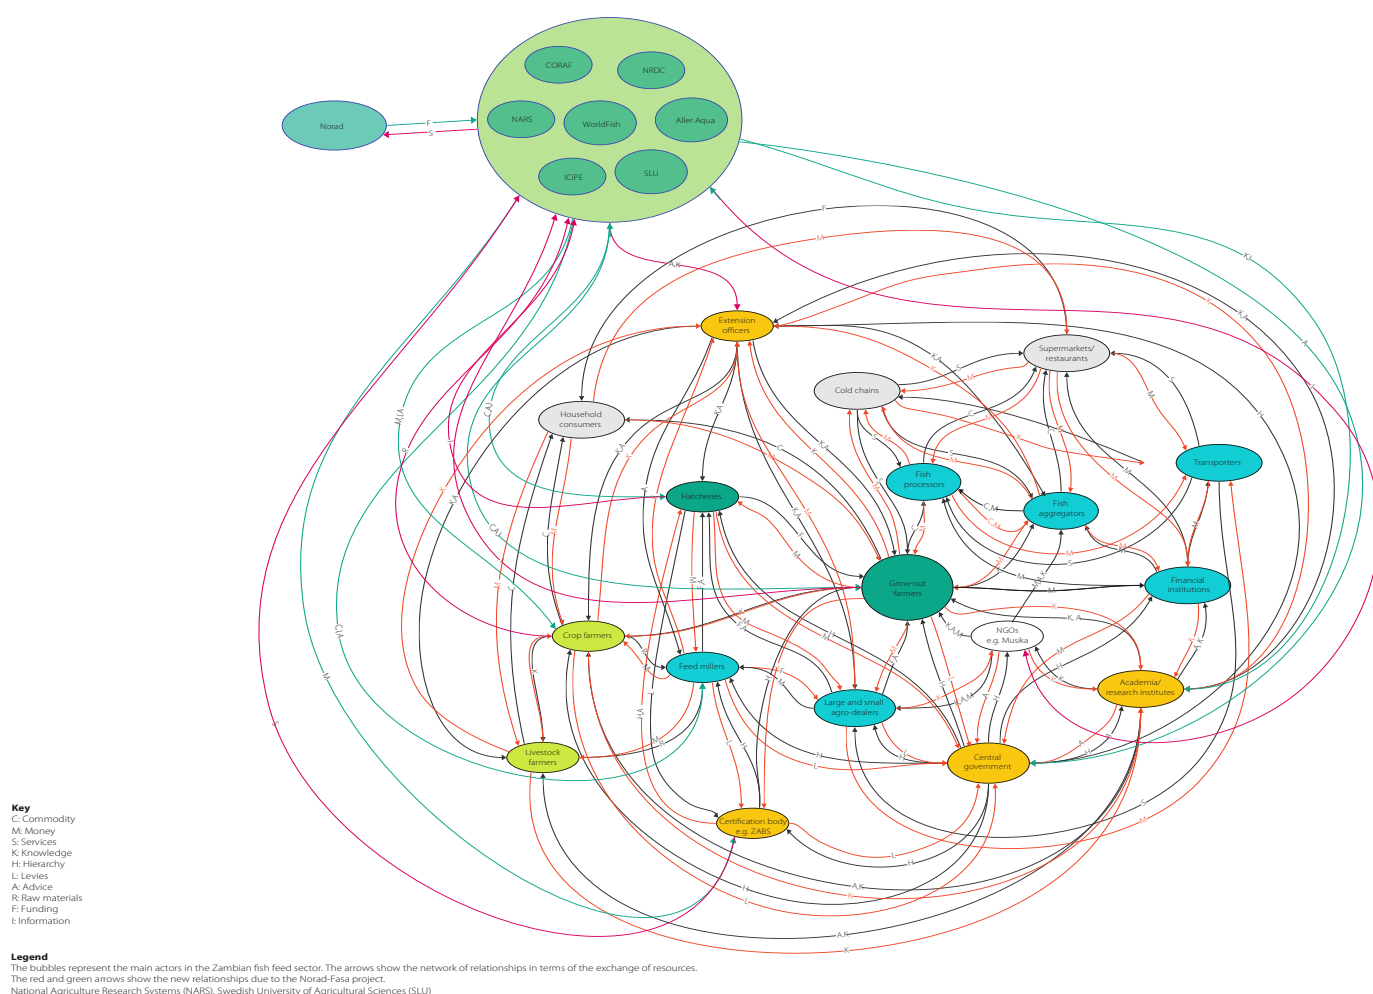 CORAF
NRDC
NARS
WorldFish
Aller Aqua
ICIPE
SLU
Norad
F
S
F
M
A,K
K,I
K
K,A
A
Extension
officers
Supermarkets/
restaurants
K,A
K
S
M
S
M
H
Cold chains
M,I,A
C,A,I
K,A
Household
consumers
C
C
M
K
R
K,A
K
K,A
K
S
M
S
M
M
M
Transporters
Fish
processors
Hatcheries
Fish
aggregators
K
K,A
A
K,A
M
F
C,M
C,M
C,A,I
C
M
M
M
S
M
M
M
Financial
institutions
Grow-out
farmers
M
C
M
F,A
M
M
M,K
K
K, A
K,A,M
NGOs
e.g. Musika
C,I,A
Crop farmers
K
M
F,A
H
M
K
A,K
R
M
K
Feed millers
F
M
K,A
H
M
H
K
K
Academia/
research institutes
K
K,A,M
A
H
Large and small
agro-dealers
H,A
M
R
L
H
H
L
L
H
A
H
Livestock
farmers
Central
government
S
M
Certification body
e.g. ZABS
S
M
L
H
H
L
A,K
K
A,K
K
Key
C: Commodity
M: Money
S: Services
K: Knowledge
H: Hierarchy
L: Levies
A: Advice
R: Raw materials
F: Funding
I: Information
Legend
The bubbles represent the main actors in the Zambian fish feed sector. The arrows show the network of relationships in terms of the exchange of resources.
The red and green arrows show the new relationships due to the Norad-Fasa project.
National Agriculture Research Systems (NARS), Swedish University of Agricultural Sciences (SLU)